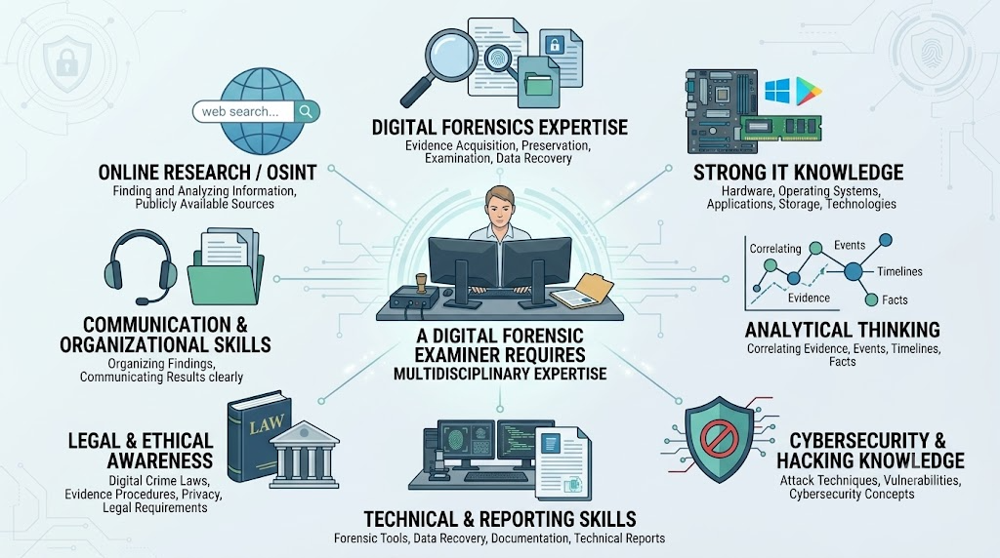 DIGITAL FORENSICS EXPERTISE
Evidence Acquisition, Preservation,
Examination, Data Recovery
web search...
ONLINE RESEARCH / OSINT
Finding and Analyzing Information,
Publicly Available Sources
STRONG IT KNOWLEDGE
Hardware, Operating Systems,
Applications, Storage, Technologies
COMMUNICATION &
ORGANIZATIONAL SKILLS
Organizing Findings,
Communicating Results clearly
A DIGITAL FORENSIC
EXAMINER REQUIRES
MULTIDISCIPLINARY EXPERTISE
Correlating
Events
Timelines
Evidence
Facts
ANALYTICAL THINKING
Correlating Evidence, Events, Timelines,
Facts
LAW
LEGAL & ETHICAL
AWARENESS
Digital Crime Laws,
Evidence Procedures, Privacy,
Legal Requirements
TECHNICAL & REPORTING SKILLS
Forensic Tools, Data Recovery, Documentation, Technical Reports
CYBERSECURITY &
HACKING KNOWLEDGE
Attack Techniques, Vulnerabilities,
Cybersecurity Concepts